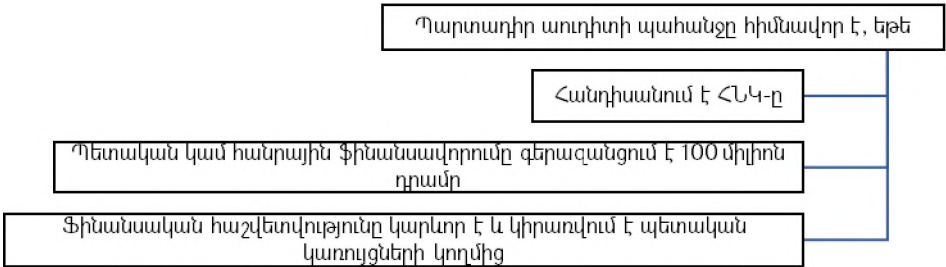 Պարտադիր աուդիտի պահանջը հիմնավոր է, եթե
Հանդիսանում է ՀՆԿ-ը
Պետական կամ հանրային ֆինանսավորումը գերազանցում է 100 միլիոն
դրամը
Ֆինանսական հաշվետվությունը կարևոր է և կիրառվում է պետական
կառույցների կողմից